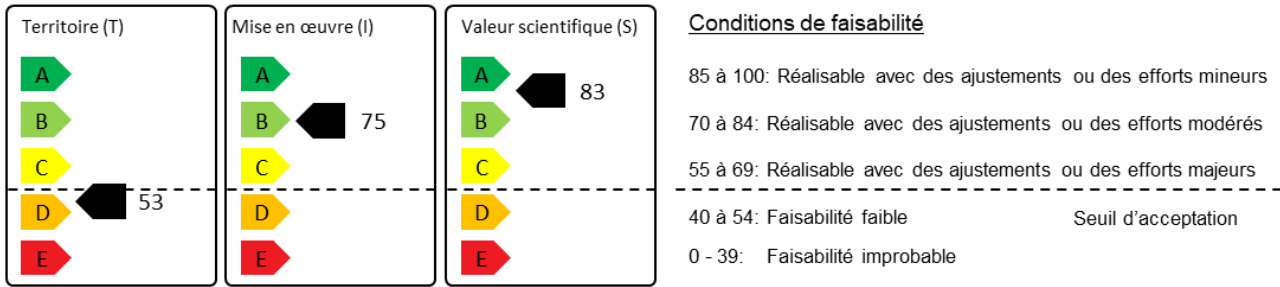 Territoire (T)
A
B
C
D
E
53
Mise en œuvre (I)
A
B
C
D
E
75
Valeur scientifique (S)
A
B
C
D
E
83
Conditions de faisabilité
85 à 100: Réalisable avec des ajustements ou des efforts mineurs
70 à 84: Réalisable avec des ajustements ou des efforts modérés
55 à 69: Réalisable avec des ajustements ou des efforts majeurs
40 à 54: Faisabilité faible Seuil d’acceptation
0 - 39: Faisabilité improbable